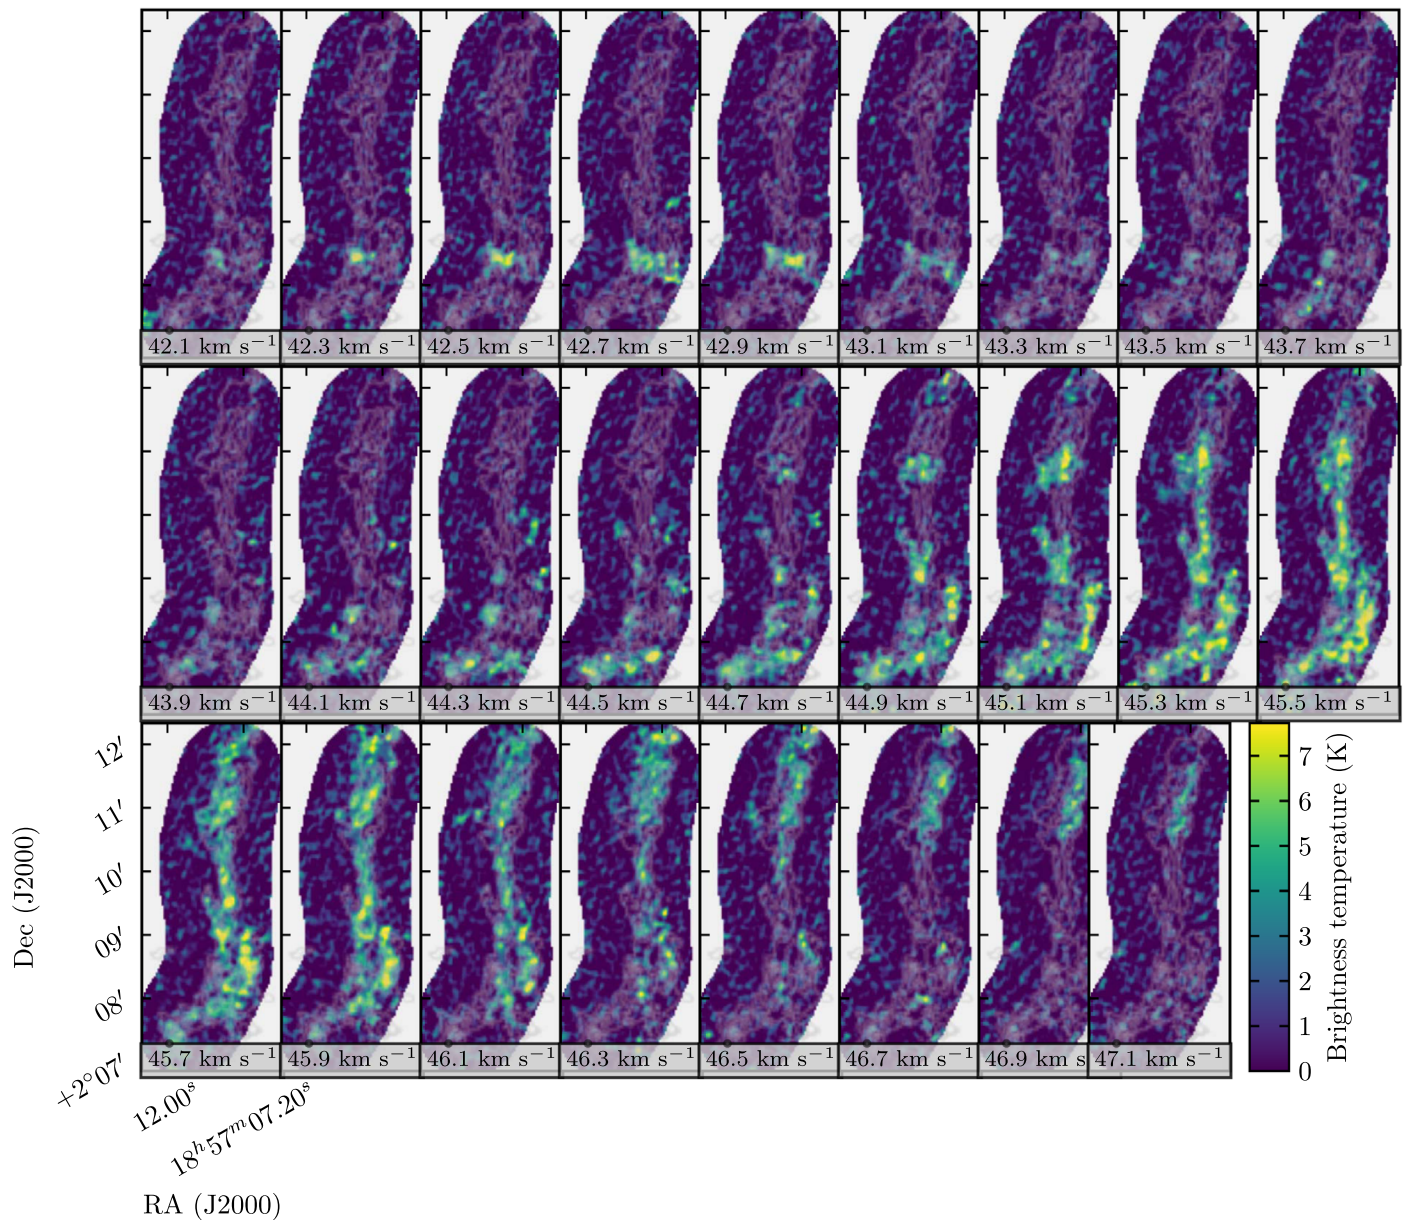 42.1 km s⁻¹ 42.3 km s⁻¹ 42.5 km s⁻¹ 42.7 km s⁻¹ 42.9 km s⁻¹ 43.1 km s⁻¹ 43.3 km s⁻¹ 43.5 km s⁻¹ 43.7 km s⁻¹
43.9 km s⁻¹ 44.1 km s⁻¹ 44.3 km s⁻¹ 44.5 km s⁻¹ 44.7 km s⁻¹ 44.9 km s⁻¹ 45.1 km s⁻¹ 45.3 km s⁻¹ 45.5 km s⁻¹
12′
11′
10′
09′
08′
+2°07′
Dec (J2000)
45.7 km s⁻¹ 45.9 km s⁻¹ 46.1 km s⁻¹ 46.3 km s⁻¹ 46.5 km s⁻¹ 46.7 km s⁻¹ 46.9 km s 47.1 km s⁻¹
7
6
5
4
3
2
1
0
Brightness temperature (K)
12.00ˢ
18ʰ57ᵐ07.20ˢ
RA (J2000)